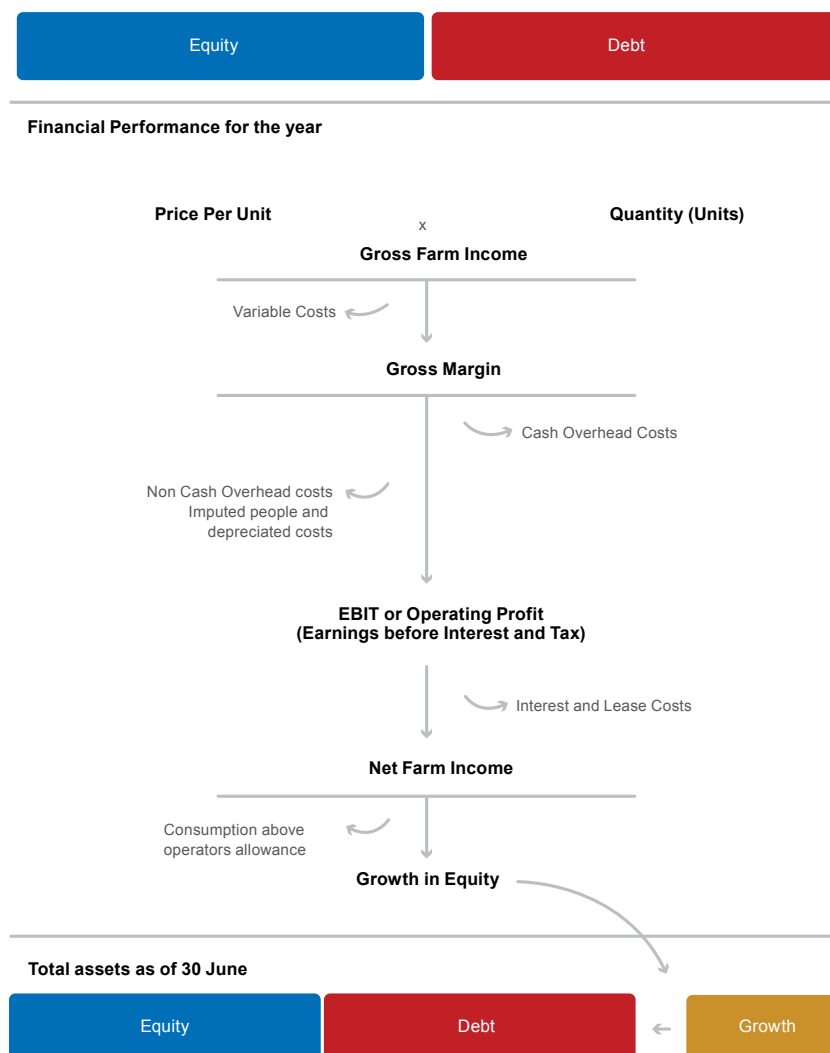 Equity
Debt
Financial Performance for the year
Price Per Unit
x
Quantity (Units)
Gross Farm Income
Variable Costs
Gross Margin
Cash Overhead Costs
Non Cash Overhead costs
Imputed people and
depreciated costs
EBIT or Operating Profit
(Earnings before Interest and Tax)
Interest and Lease Costs
Net Farm Income
Consumption above
operators allowance
Growth in Equity
Total assets as of 30 June
Equity
Debt
Growth